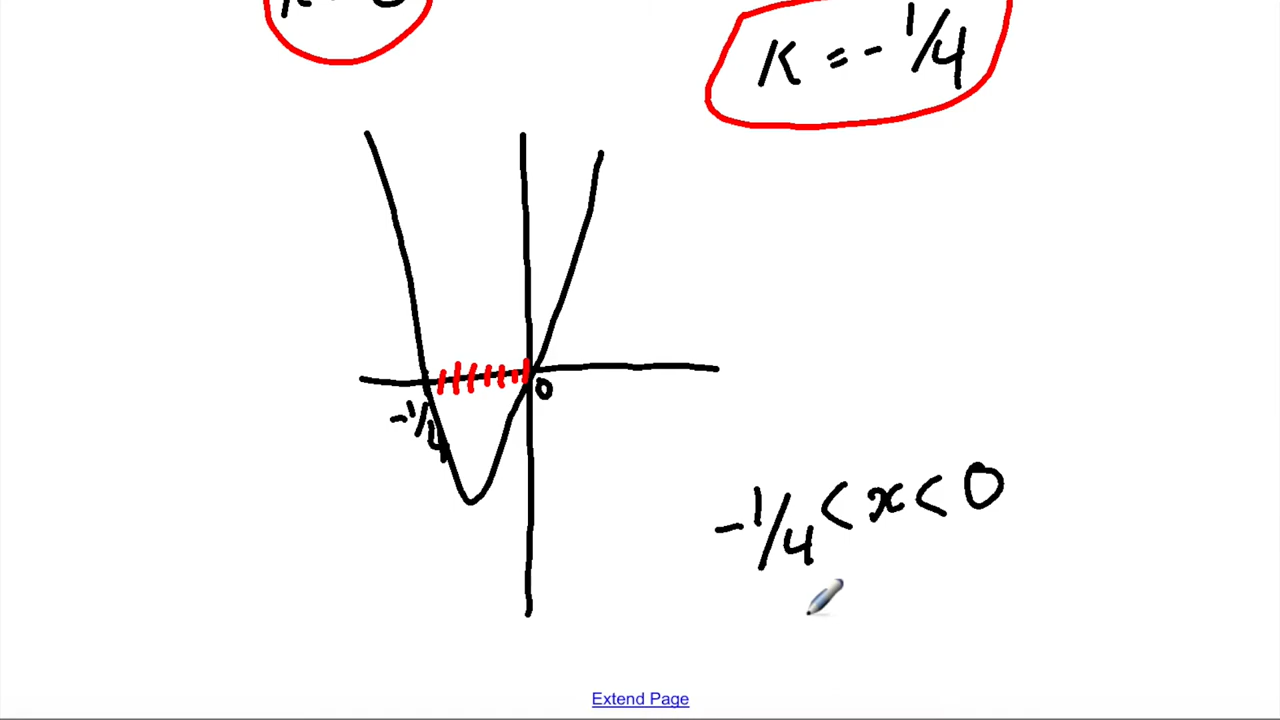 K = -1/4
0
-1/4
-1/4 < x < 0
Extend Page